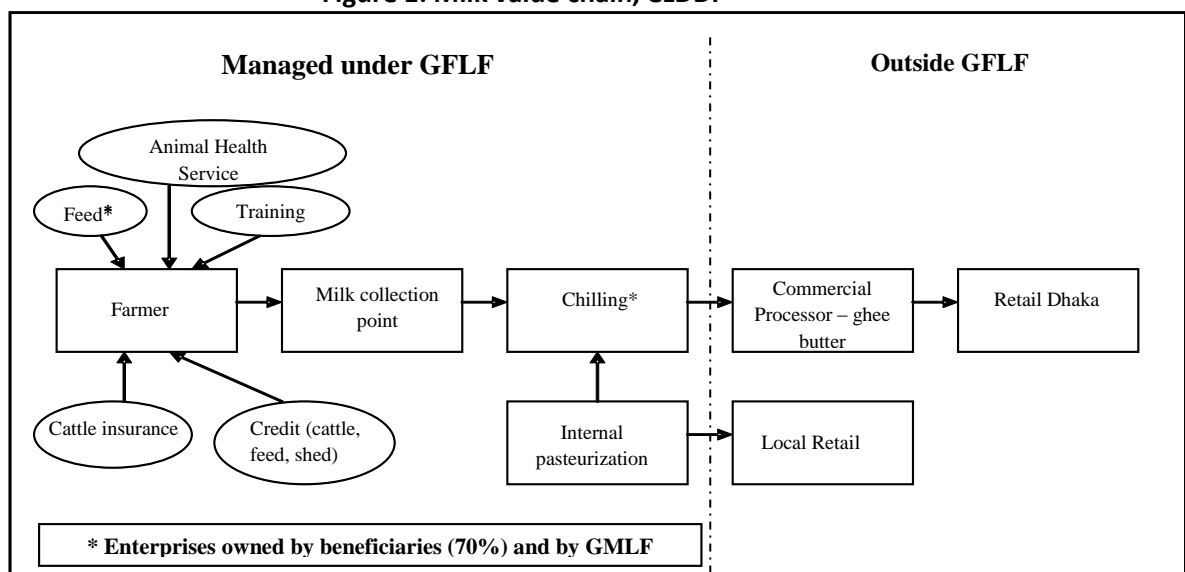 Managed under GFLF
Outside GFLF
Animal Health
Service
Feed*
Training
Farmer
Milk collection
point
Chilling*
Commercial
Processor – ghee
butter
Retail Dhaka
Cattle insurance
Credit (cattle,
feed, shed)
Internal
pasteurization
Local Retail
* Enterprises owned by beneficiaries (70%) and by GMLF